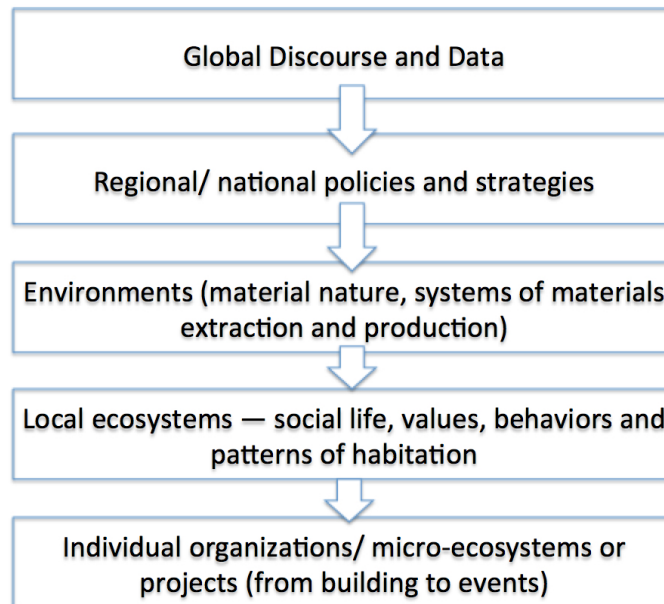 Global Discourse and Data
Regional/ national policies and strategies
Environments (material nature, systems of materials
extraction and production)
Local ecosystems — social life, values, behaviors and
patterns of habitation
Individual organizations/ micro-ecosystems or
projects (from building to events)